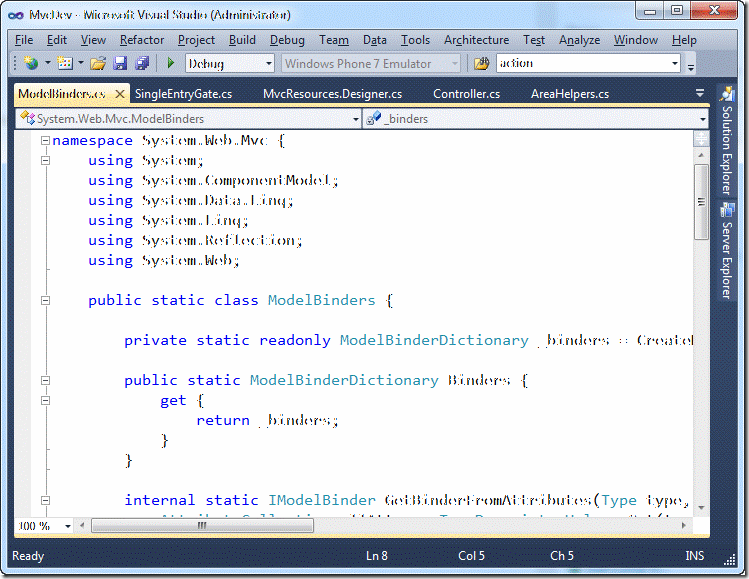 MvcDev - Microsoft Visual Studio (Administrator)
File Edit View Refactor Project Build Debug Team Data Tools Architecture Test Analyze Window Help
Debug Windows Phone 7 Emulator action
ModelBinders.cs SingleEntryGate.cs MvcResources.Designer.cs Controller.cs AreaHelpers.cs
System.Web.Mvc.ModelBinders _binders
namespace System.Web.Mvc {
using System;
using System.ComponentModel;
using System.Data.Linq;
using System.Linq;
using System.Reflection;
using System.Web;
public static class ModelBinders {
private static readonly ModelBinderDictionary _binders = Create
public static ModelBinderDictionary Binders {
get {
return _binders;
}
}
internal static IModelBinder GetBinderFromAttributes(Type type,
100 %
Ready Ln 8 Col 5 Ch 5 INS
Solution Explorer
Server Explorer